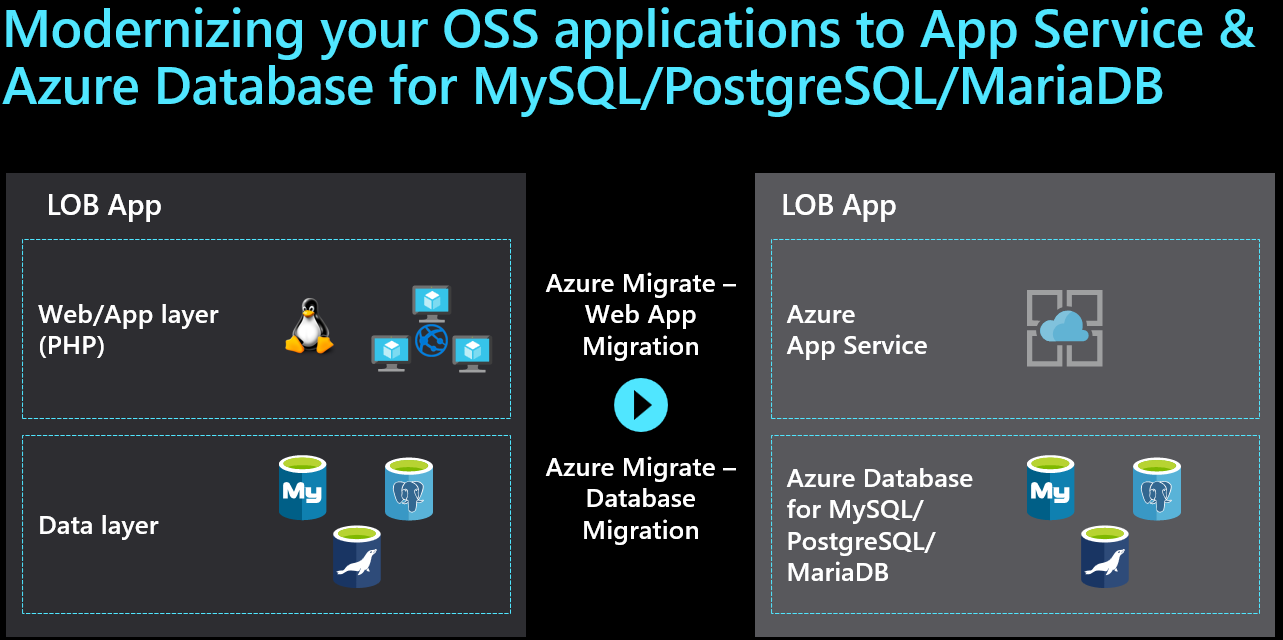 Modernizing your OSS applications to App Service &
Azure Database for MySQL/PostgreSQL/MariaDB
LOB App
Web/App layer
(PHP)
My
Data layer
Azure Migrate –
Web App
Migration
Azure Migrate –
Database
Migration
LOB App
Azure
App Service
Azure Database
for MySQL/
PostgreSQL/
MariaDB
My